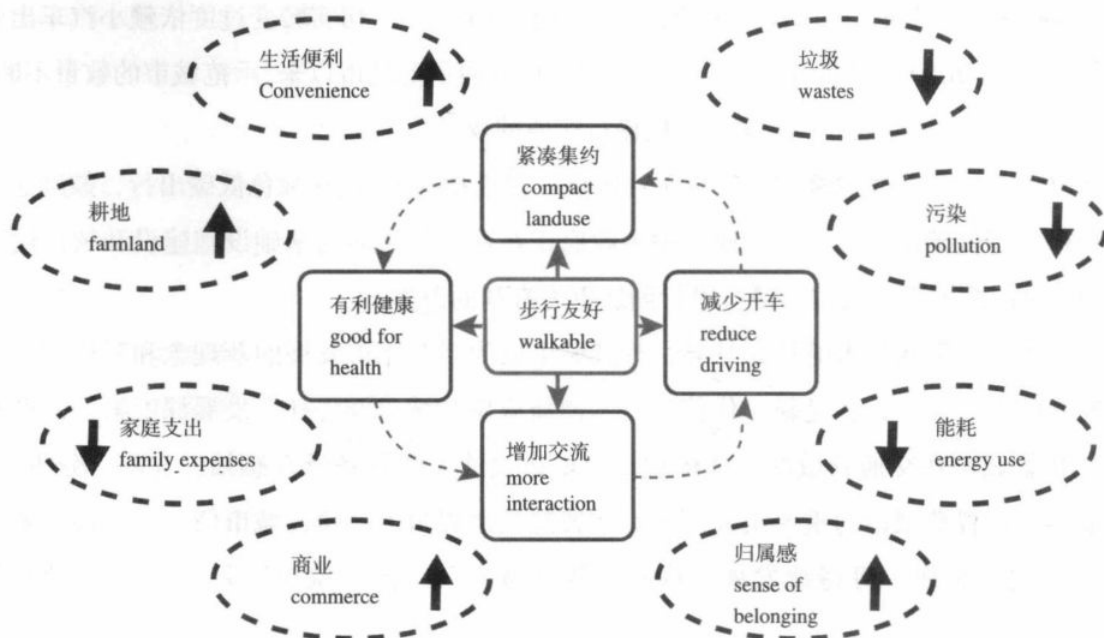 生活便利
Convenience
垃圾
wastes
紧凑集约
compact
landuse
耕地
farmland
污染
pollution
有利健康
good for
health
步行友好
walkable
减少开车
reduce
driving
家庭支出
family expenses
增加交流
more
interaction
能耗
energy use
商业
commerce
归属感
sense of
belonging